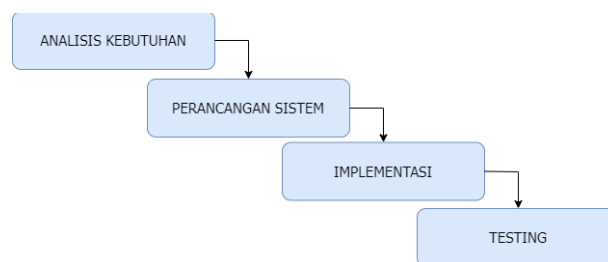 ANALISIS KEBUTUHAN
PERANCANGAN SISTEM
IMPLEMENTASI
TESTING